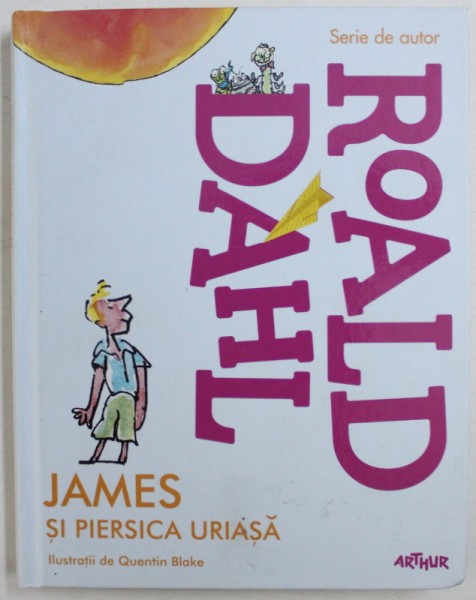 Serie de autor
ROALD
DAHL
JAMES
ȘI PIERSICA URIAȘĂ
Ilustrații de Quentin Blake
ARTHUR